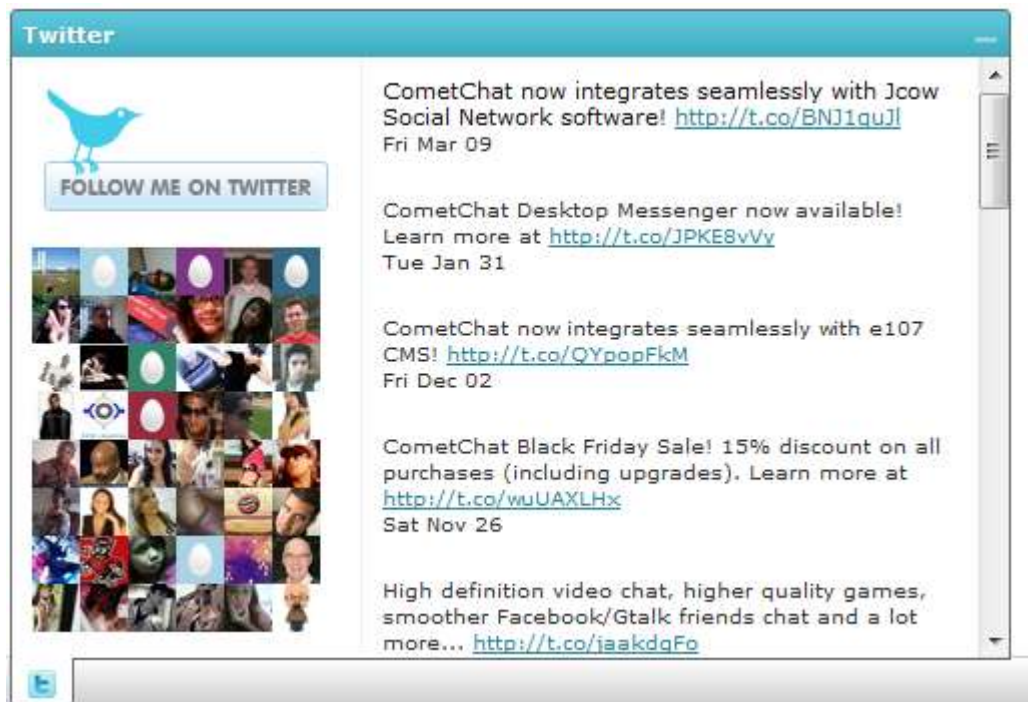 Twitter
FOLLOW ME ON TWITTER
CometChat now integrates seamlessly with Jcow
Social Network software! http://t.co/BNJ1quJl
Fri Mar 09
CometChat Desktop Messenger now available!
Learn more at http://t.co/JPKE8vVy
Tue Jan 31
CometChat now integrates seamlessly with e107
CMS! http://t.co/QYpopFkM
Fri Dec 02
CometChat Black Friday Sale! 15% discount on all
purchases (including upgrades). Learn more at
http://t.co/wuUAXLHx
Sat Nov 26
High definition video chat, higher quality games,
smoother Facebook/Gtalk friends chat and a lot
more... http://t.co/jaakdgFo